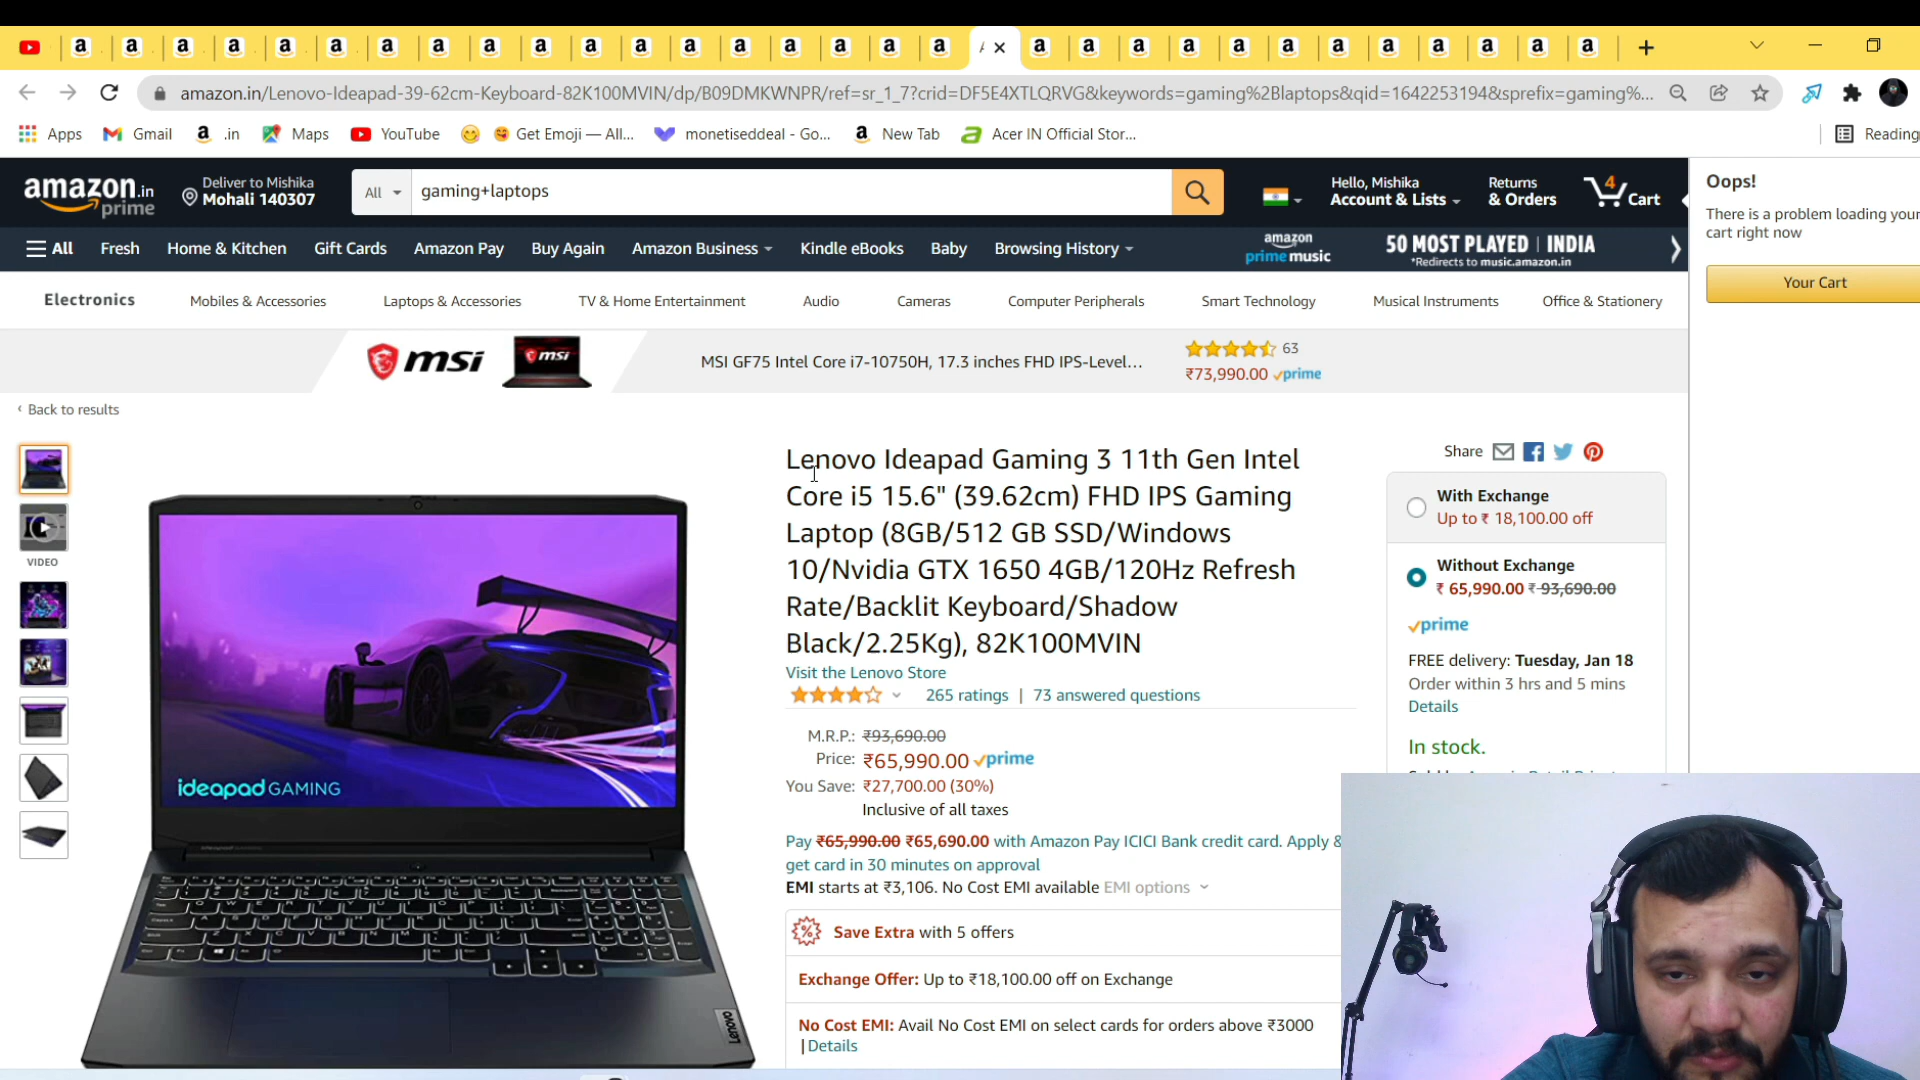 amazon.in/Lenovo-Ideapad-39-62cm-Keyboard-82K100MVIN/dp/B09DMKWNPR/ref=sr_1_7?crid=DF5E4XTLQRVG&keywords=gaming%2Blaptops&qid=1642253194&sprefix=gaming%...
Apps
Gmail
.in
Maps
YouTube
Get Emoji — All...
monetiseddeal - Go...
New Tab
Acer IN Official Stor...
Reading
amazon.in
prime
Deliver to Mishika
Mohali 140307
All
gaming+laptops
Hello, Mishika
Account & Lists
Returns
& Orders
4
Cart
Oops!
There is a problem loading your
cart right now
Your Cart
All
Fresh
Home & Kitchen
Gift Cards
Amazon Pay
Buy Again
Amazon Business
Kindle eBooks
Baby
Browsing History
amazon
prime music
50 MOST PLAYED | INDIA
*Redirects to music.amazon.in
Electronics
Mobiles & Accessories
Laptops & Accessories
TV & Home Entertainment
Audio
Cameras
Computer Peripherals
Smart Technology
Musical Instruments
Office & Stationery
msi
msi
MSI GF75 Intel Core i7-10750H, 17.3 inches FHD IPS-Level...
63
₹73,990.00 prime
‹ Back to results
VIDEO
ideapad GAMING
Lenovo
Lenovo Ideapad Gaming 3 11th Gen Intel
Core i5 15.6" (39.62cm) FHD IPS Gaming
Laptop (8GB/512 GB SSD/Windows
10/Nvidia GTX 1650 4GB/120Hz Refresh
Rate/Backlit Keyboard/Shadow
Black/2.25Kg), 82K100MVIN
Visit the Lenovo Store
265 ratings | 73 answered questions
M.R.P.: ₹93,690.00
Price: ₹65,990.00 prime
You Save: ₹27,700.00 (30%)
Inclusive of all taxes
Pay ₹65,990.00 ₹65,690.00 with Amazon Pay ICICI Bank credit card. Apply &
get card in 30 minutes on approval
EMI starts at ₹3,106. No Cost EMI available EMI options
Save Extra with 5 offers
Exchange Offer: Up to ₹18,100.00 off on Exchange
No Cost EMI: Avail No Cost EMI on select cards for orders above ₹3000
| Details
Share
With Exchange
Up to ₹ 18,100.00 off
Without Exchange
₹ 65,990.00 ₹ 93,690.00
prime
FREE delivery: Tuesday, Jan 18
Order within 3 hrs and 5 mins
Details
In stock.